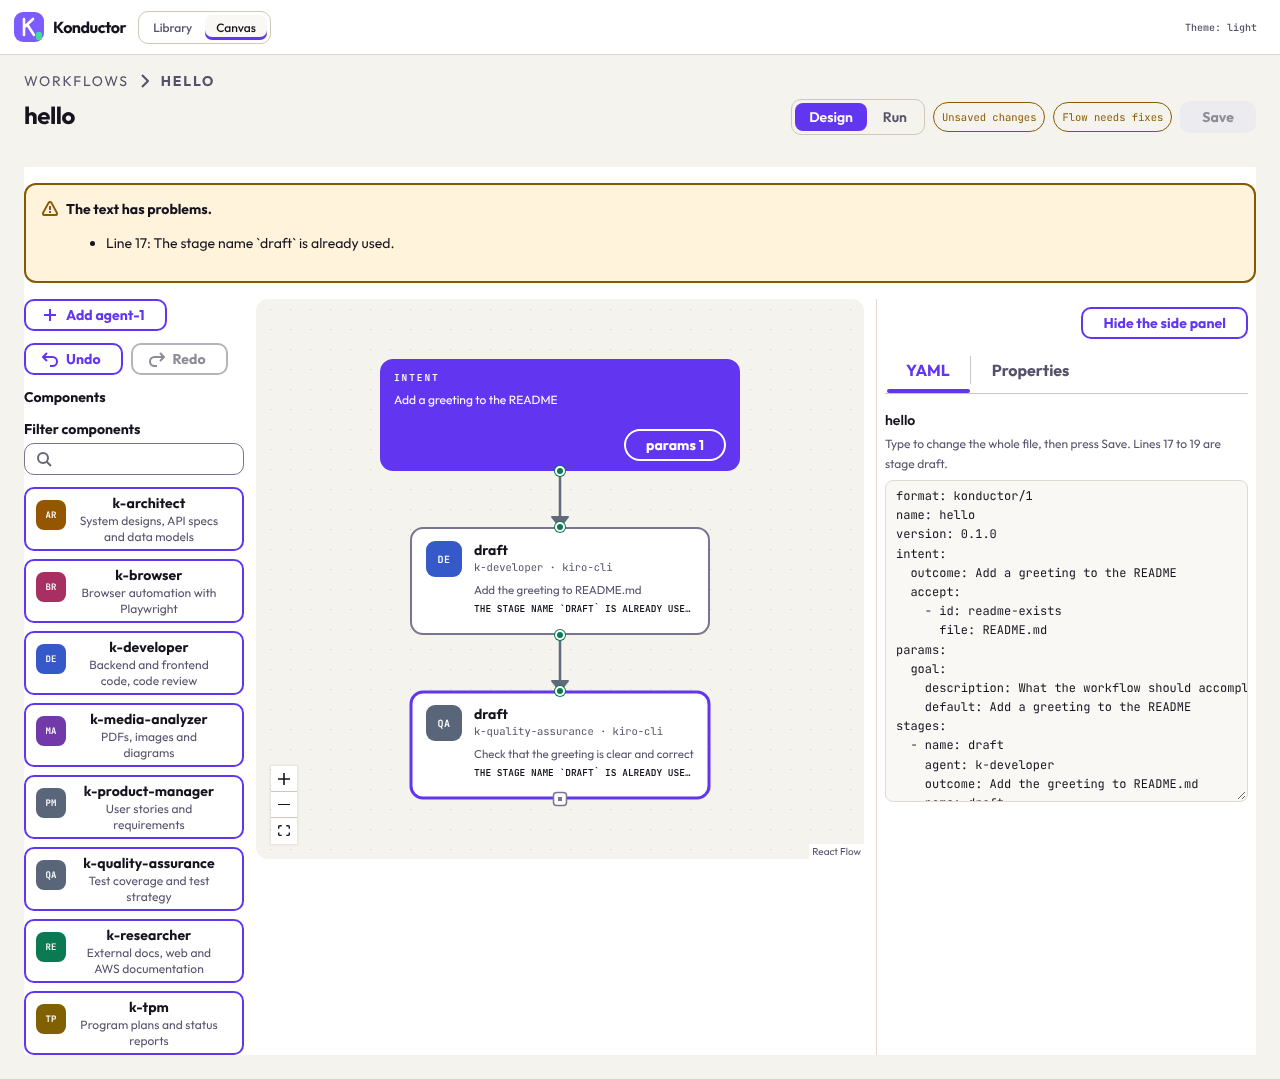 Konductor
Library
Canvas
Theme: light
WORKFLOWS > HELLO
hello
Design
Run
Unsaved changes
Flow needs fixes
Save
The text has problems.
• Line 17: The stage name `draft` is already used.
Add agent-1
Undo
Redo
Components
Filter components
AR
k-architect
System designs, API specs
and data models
BR
k-browser
Browser automation with
Playwright
DE
k-developer
Backend and frontend
code, code review
MA
k-media-analyzer
PDFs, images and
diagrams
PM
k-product-manager
User stories and
requirements
QA
k-quality-assurance
Test coverage and test
strategy
RE
k-researcher
External docs, web and
AWS documentation
TP
k-tpm
Program plans and status
reports
INTENT
Add a greeting to the README
params 1
DE
draft
k-developer · kiro-cli
Add the greeting to README.md
THE STAGE NAME `DRAFT` IS ALREADY USE…
QA
draft
k-quality-assurance · kiro-cli
Check that the greeting is clear and correct
THE STAGE NAME `DRAFT` IS ALREADY USE…
React Flow
Hide the side panel
YAML
Properties
hello
Type to change the whole file, then press Save. Lines 17 to 19 are
stage draft.
format: konductor/1
name: hello
version: 0.1.0
intent:
  outcome: Add a greeting to the README
  accept:
    - id: readme-exists
      file: README.md
params:
  goal:
    description: What the workflow should accompl
    default: Add a greeting to the README
stages:
  - name: draft
    agent: k-developer
    outcome: Add the greeting to README.md